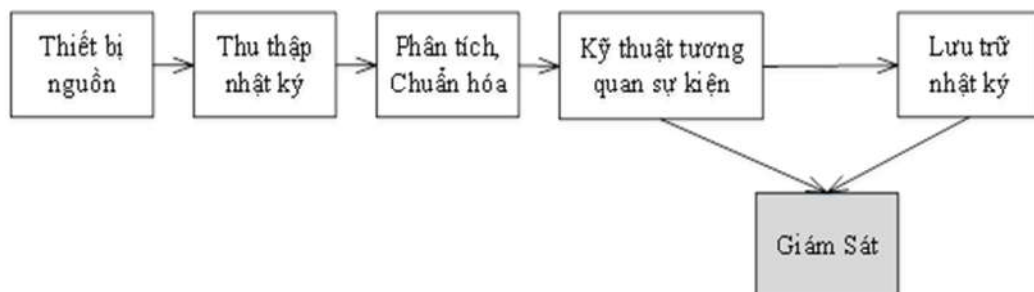 Thiết bị
nguồn
Thu thập
nhật ký
Phân tích,
Chuẩn hóa
Kỹ thuật tương
quan sự kiện
Lưu trữ
nhật ký
Giám Sát